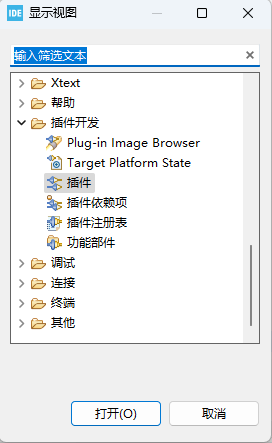 IDE 显示视图
输入筛选文本
Xtext
帮助
插件开发
Plug-in Image Browser
Target Platform State
插件
插件依赖项
插件注册表
功能部件
调试
连接
终端
其他
打开(O)
取消